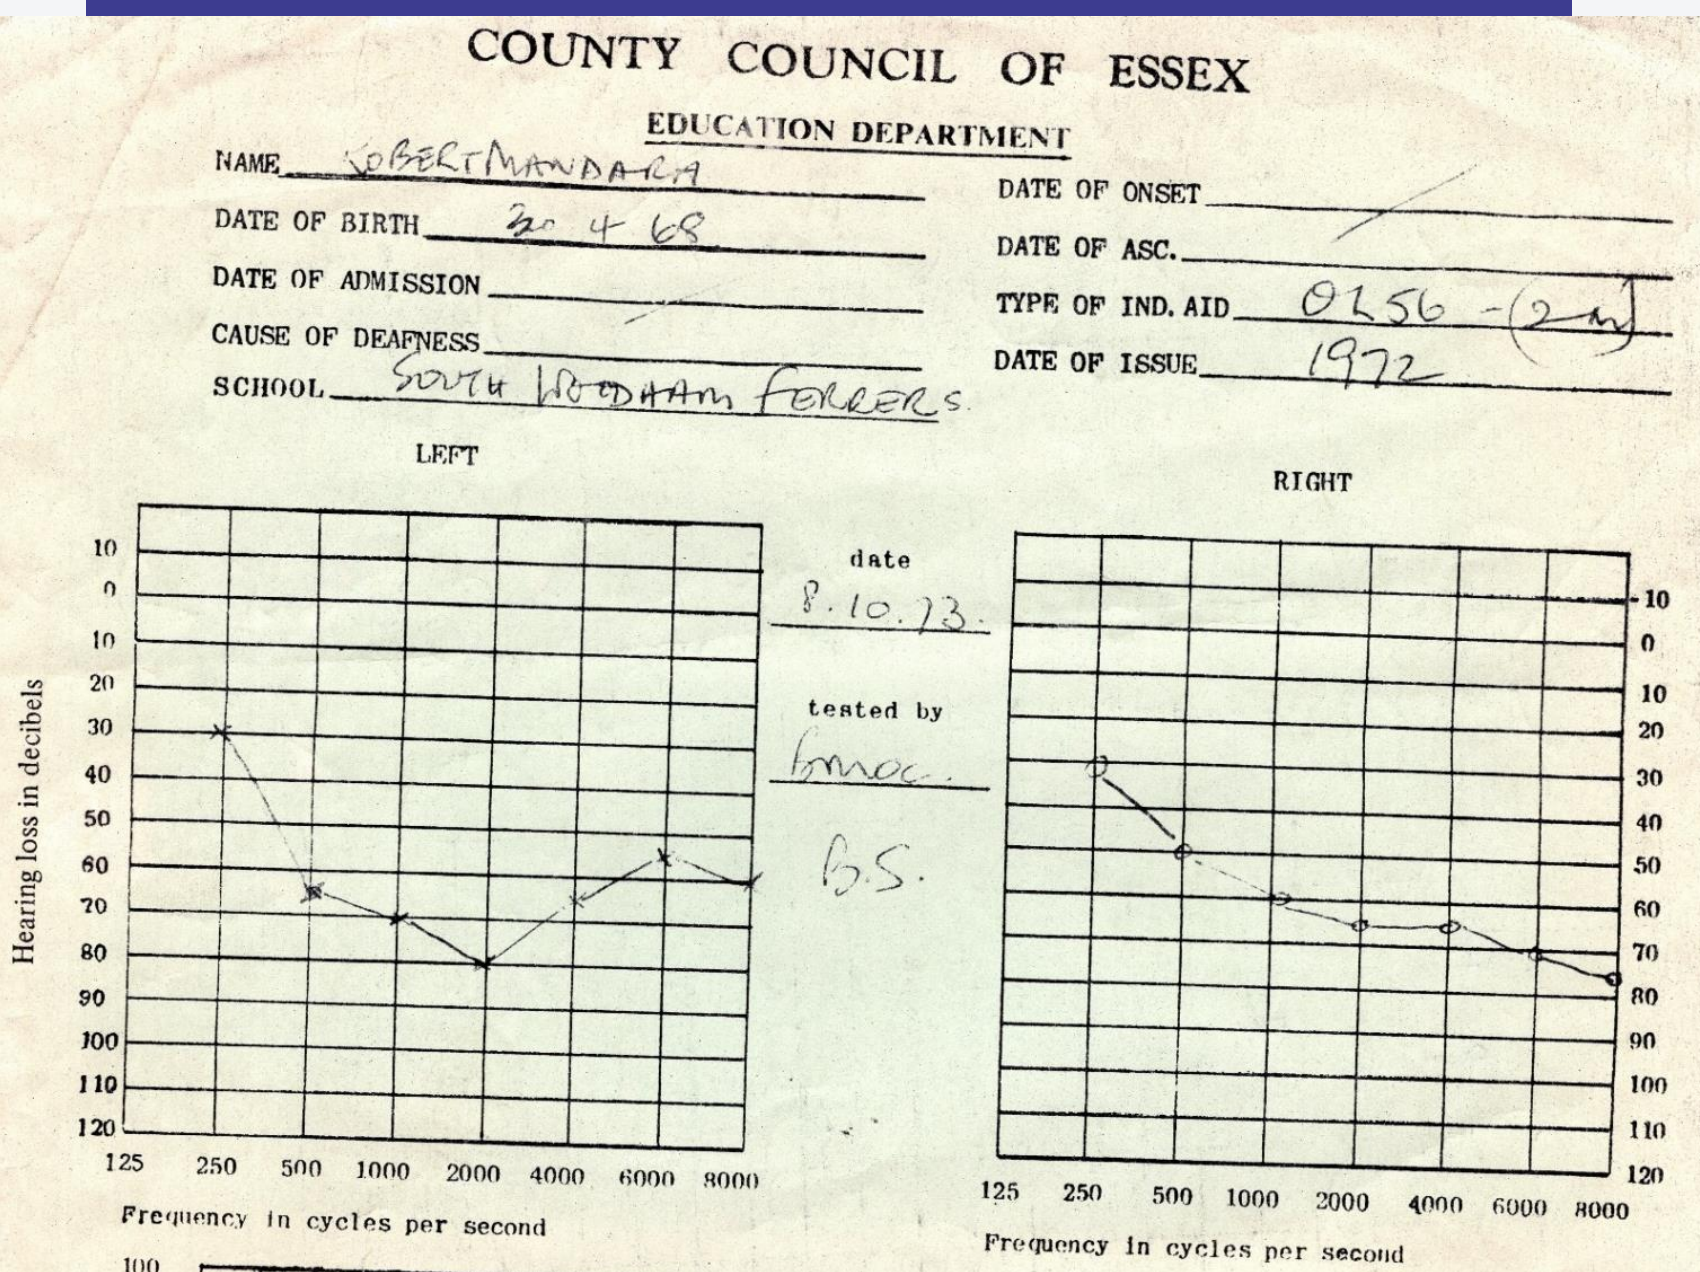 COUNTY COUNCIL OF ESSEX
EDUCATION DEPARTMENT
NAME ROBERT MANDARA
DATE OF BIRTH 30 4 68
DATE OF ADMISSION
CAUSE OF DEAFNESS
SCHOOL SOUTH WOODHAM FERRERS.
DATE OF ONSET
DATE OF ASC.
TYPE OF IND. AID OL56 - (2 m)
DATE OF ISSUE 1972
LEFT
RIGHT
date
8.10.73.
tested by
B.S.
Hearing loss in decibels
10
0
10
20
30
40
50
60
70
80
90
100
110
120
125 250 500 1000 2000 4000 6000 8000
Frequency in cycles per second
10
0
10
20
30
40
50
60
70
80
90
100
110
120
125 250 500 1000 2000 4000 6000 8000
Frequency in cycles per second
100